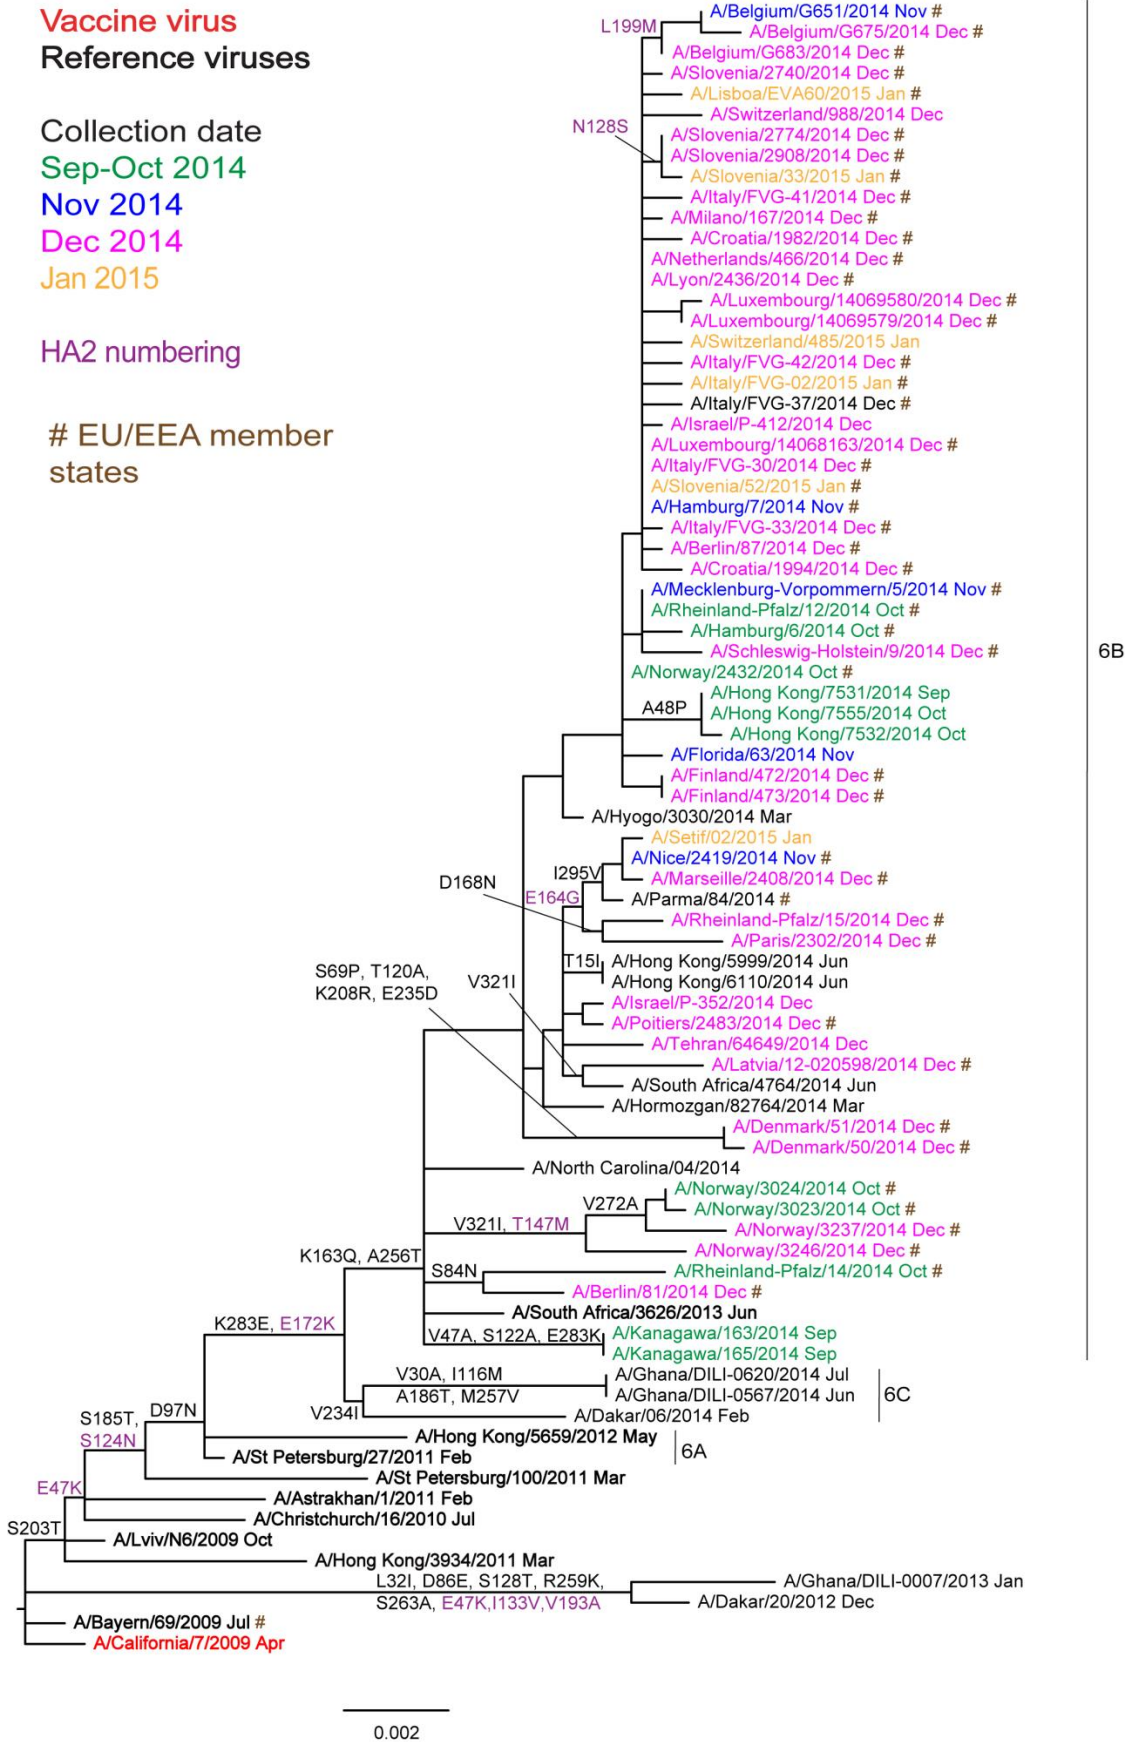 Vaccine virus
Reference viruses
Collection date
Sep-Oct 2014
Nov 2014
Dec 2014
Jan 2015
HA2 numbering
# EU/EEA member
states
A/Belgium/G651/2014 Nov #
L199M
A/Belgium/G675/2014 Dec #
A/Belgium/G683/2014 Dec #
A/Slovenia/2740/2014 Dec #
A/Lisboa/EVA60/2015 Jan #
A/Switzerland/988/2014 Dec
N128S
A/Slovenia/2774/2014 Dec #
A/Slovenia/2908/2014 Dec #
A/Slovenia/33/2015 Jan #
A/Italy/FVG-41/2014 Dec #
A/Milano/167/2014 Dec #
A/Croatia/1982/2014 Dec #
A/Netherlands/466/2014 Dec #
A/Lyon/2436/2014 Dec #
A/Luxembourg/14069580/2014 Dec #
A/Luxembourg/14069579/2014 Dec #
A/Switzerland/485/2015 Jan
A/Italy/FVG-42/2014 Dec #
A/Italy/FVG-02/2015 Jan #
A/Italy/FVG-37/2014 Dec #
A/Israel/P-412/2014 Dec
A/Luxembourg/14068163/2014 Dec #
A/Italy/FVG-30/2014 Dec #
A/Slovenia/52/2015 Jan #
A/Hamburg/7/2014 Nov #
A/Italy/FVG-33/2014 Dec #
A/Berlin/87/2014 Dec #
A/Croatia/1994/2014 Dec #
A/Mecklenburg-Vorpommern/5/2014 Nov #
A/Rheinland-Pfalz/12/2014 Oct #
A/Hamburg/6/2014 Oct #
A/Schleswig-Holstein/9/2014 Dec #
6B
A/Norway/2432/2014 Oct #
A/Hong Kong/7531/2014 Sep
A48P
A/Hong Kong/7555/2014 Oct
A/Hong Kong/7532/2014 Oct
A/Florida/63/2014 Nov
A/Finland/472/2014 Dec #
A/Finland/473/2014 Dec #
A/Hyogo/3030/2014 Mar
A/Setif/02/2015 Jan
A/Nice/2419/2014 Nov #
I295V
A/Marseille/2408/2014 Dec #
D168N
E164G
A/Parma/84/2014 #
A/Rheinland-Pfalz/15/2014 Dec #
A/Paris/2302/2014 Dec #
T15I
A/Hong Kong/5999/2014 Jun
A/Hong Kong/6110/2014 Jun
S69P, T120A,
K208R, E235D
V321I
A/Israel/P-352/2014 Dec
A/Poitiers/2483/2014 Dec #
A/Tehran/64649/2014 Dec
A/Latvia/12-020598/2014 Dec #
A/South Africa/4764/2014 Jun
A/Hormozgan/82764/2014 Mar
A/Denmark/51/2014 Dec #
A/Denmark/50/2014 Dec #
A/North Carolina/04/2014
A/Norway/3024/2014 Oct #
V272A
A/Norway/3023/2014 Oct #
V321I, T147M
A/Norway/3237/2014 Dec #
A/Norway/3246/2014 Dec #
K163Q, A256T
S84N
A/Rheinland-Pfalz/14/2014 Oct #
A/Berlin/81/2014 Dec #
A/South Africa/3626/2013 Jun
K283E, E172K
V47A, S122A, E283K
A/Kanagawa/163/2014 Sep
A/Kanagawa/165/2014 Sep
V30A, I116M
A/Ghana/DILI-0620/2014 Jul
A186T, M257V
A/Ghana/DILI-0567/2014 Jun
6C
V234I
A/Dakar/06/2014 Feb
S185T,
S124N
D97N
A/Hong Kong/5659/2012 May
6A
A/St Petersburg/27/2011 Feb
A/St Petersburg/100/2011 Mar
E47K
A/Astrakhan/1/2011 Feb
A/Christchurch/16/2010 Jul
S203T
A/Lviv/N6/2009 Oct
A/Hong Kong/3934/2011 Mar
L32I, D86E, S128T, R259K,
S263A, E47K,I133V,V193A
A/Ghana/DILI-0007/2013 Jan
A/Dakar/20/2012 Dec
A/Bayern/69/2009 Jul #
A/California/7/2009 Apr
0.002